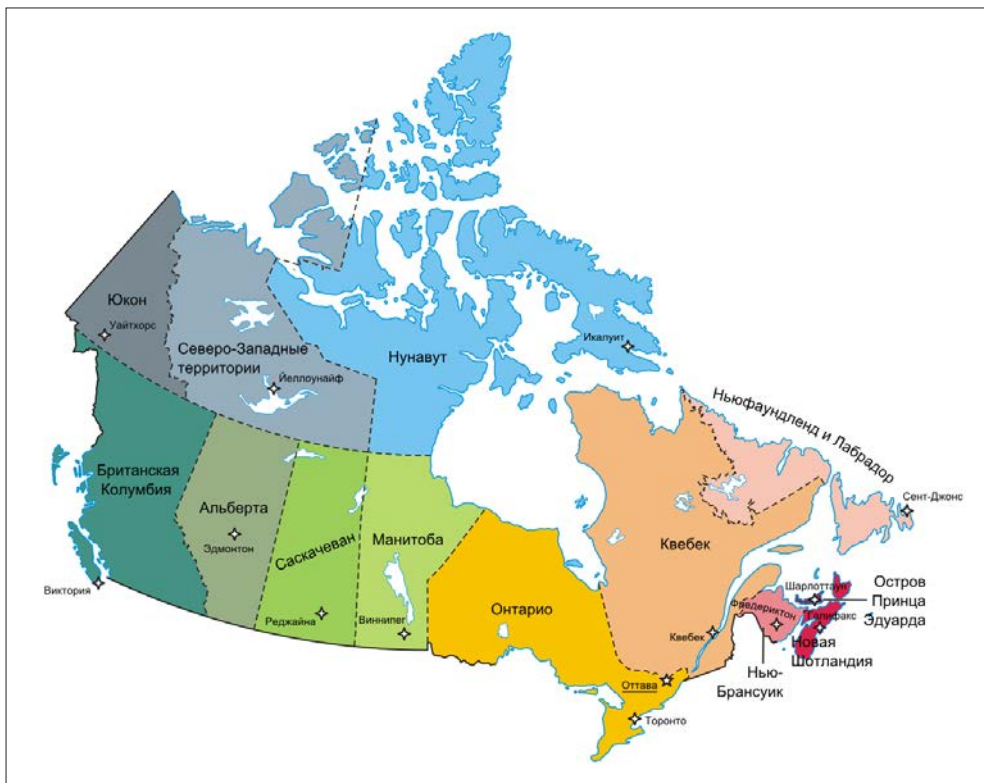 Юкон
Уайтхорс
Северо-Западные
территории
Йеллоунайф
Нунавут
Икалуит
Британская
Колумбия
Виктория
Альберта
Эдмонтон
Саскачеван
Реджайна
Манитоба
Виннипег
Онтарио
Оттава
Торонто
Квебек
Квебек
Ньюфаундленд и Лабрадор
Сент-Джонс
Шарлоттаун
Остров
Принца
Эдуарда
Фредериктон
Галифакс
Новая
Шотландия
Нью-
Брансуик